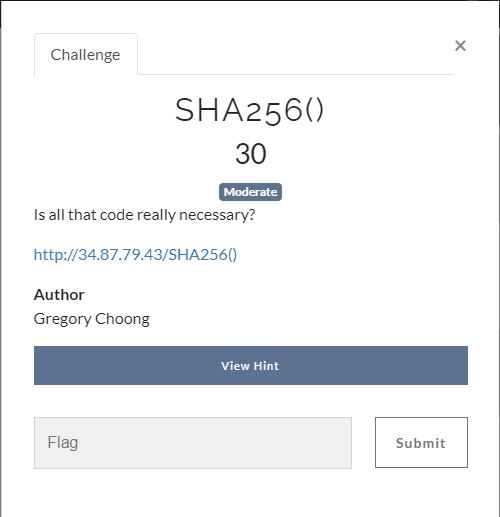 Challenge
×
SHA256()
30
Moderate
Is all that code really necessary?
http://34.87.79.43/SHA256()
Author
Gregory Choong
View Hint
Flag
Submit